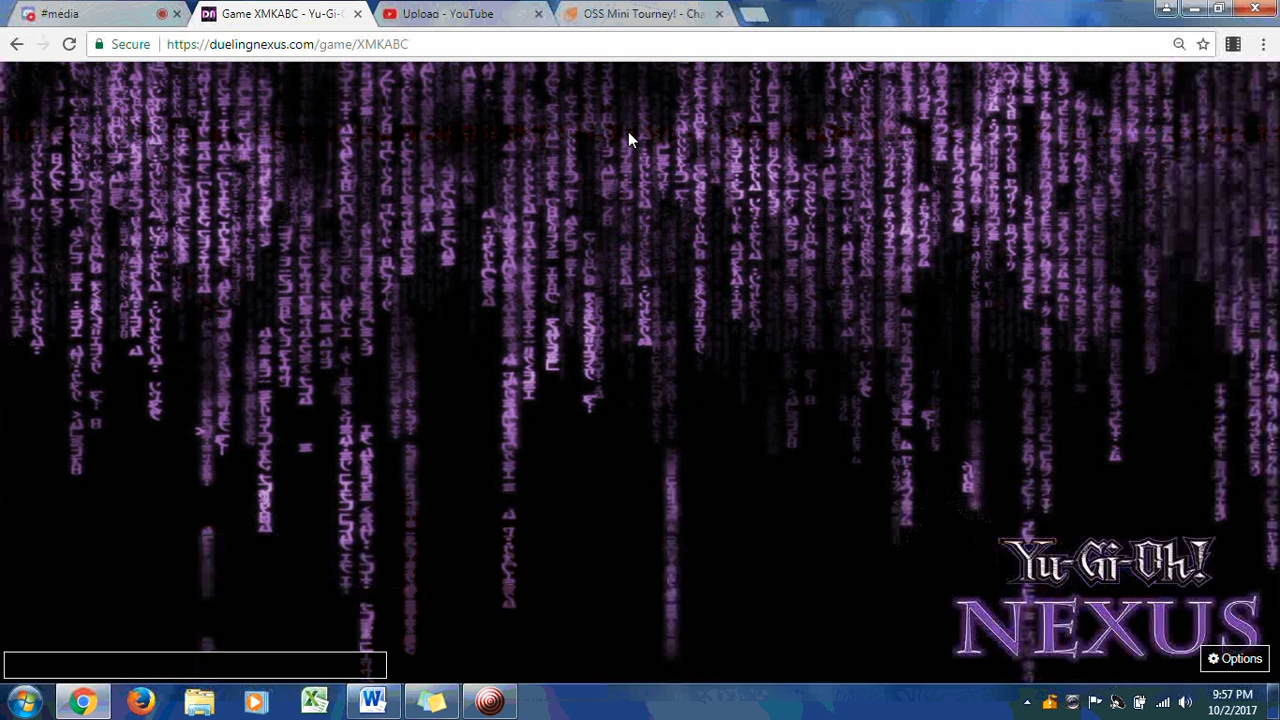 #media
Game XMKABC - Yu-Gi-O
Upload - YouTube
OSS Mini Tourney! - Cha
Secure
https://duelingnexus.com/game/XMKABC
Yu-Gi-Oh!
NEXUS
Options
9:57 PM
10/2/2017